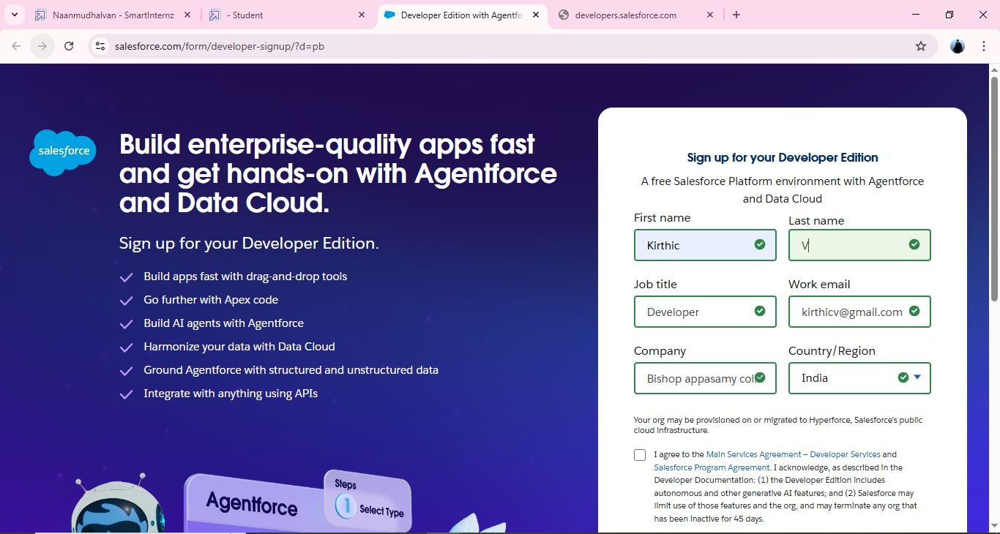 Naanmudhalvan - SmartInternz
- Student
Developer Edition with Agentfo
developers.salesforce.com
salesforce.com/form/developer-signup/?d=pb
salesforce
Build enterprise-quality apps fast
and get hands-on with Agentforce
and Data Cloud.
Sign up for your Developer Edition.
Build apps fast with drag-and-drop tools
Go further with Apex code
Build AI agents with Agentforce
Harmonize your data with Data Cloud
Ground Agentforce with structured and unstructured data
Integrate with anything using APIs
Agentforce
Steps
1 Select Type
Sign up for your Developer Edition
A free Salesforce Platform environment with Agentforce
and Data Cloud
First name
Last name
Kirthic
V
Job title
Work email
Developer
kirthicv@gmail.com
Company
Country/Region
Bishop appasamy coll
India
Your org may be provisioned on or migrated to Hyperforce, Salesforce's public
cloud infrastructure.
I agree to the Main Services Agreement – Developer Services and
Salesforce Program Agreement. I acknowledge, as described in the
Developer Documentation: (1) the Developer Edition includes
autonomous and other generative AI features; and (2) Salesforce may
limit use of those features and the org, and may terminate any org that
has been inactive for 45 days.